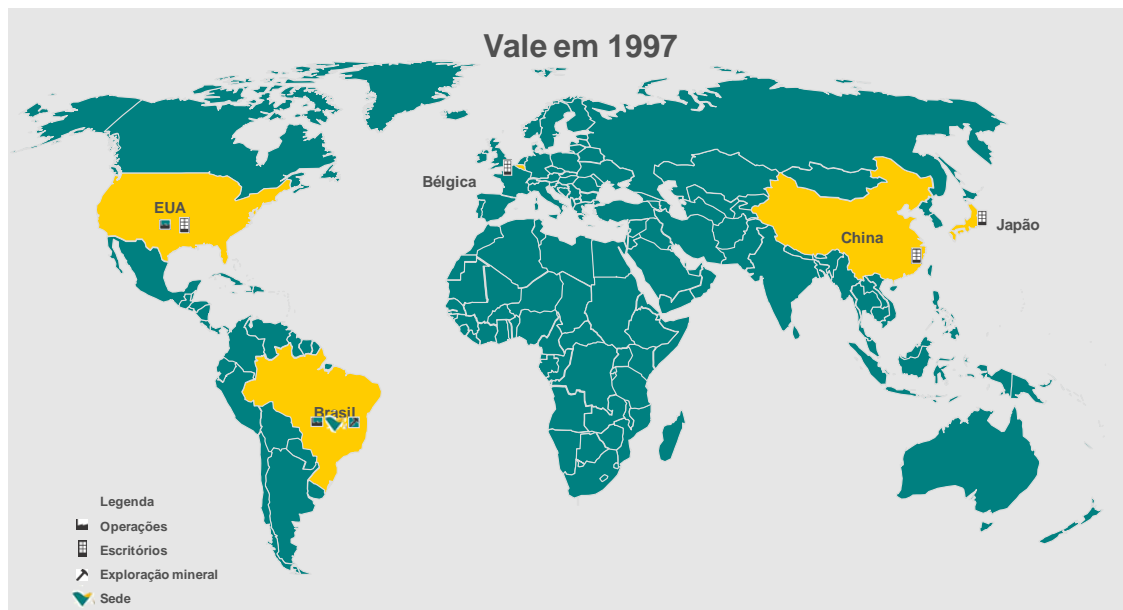 Vale em 1997
Bélgica
EUA
China
Japão
Brasil
Legenda
Operações
Escritórios
Exploração mineral
Sede